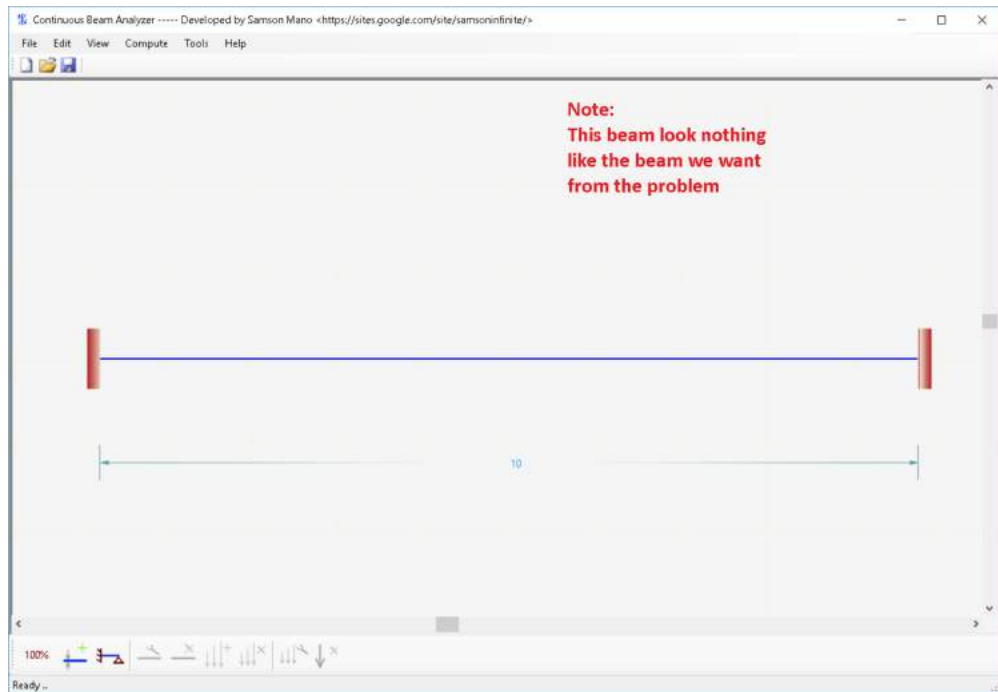 Continuous Beam Analyzer ----- Developed by Samson Mano <https://sites.google.com/site/samsoninfinite/>
File Edit View Compute Tools Help
Note:
This beam look nothing
like the beam we want
from the problem
10
100%
Ready ..